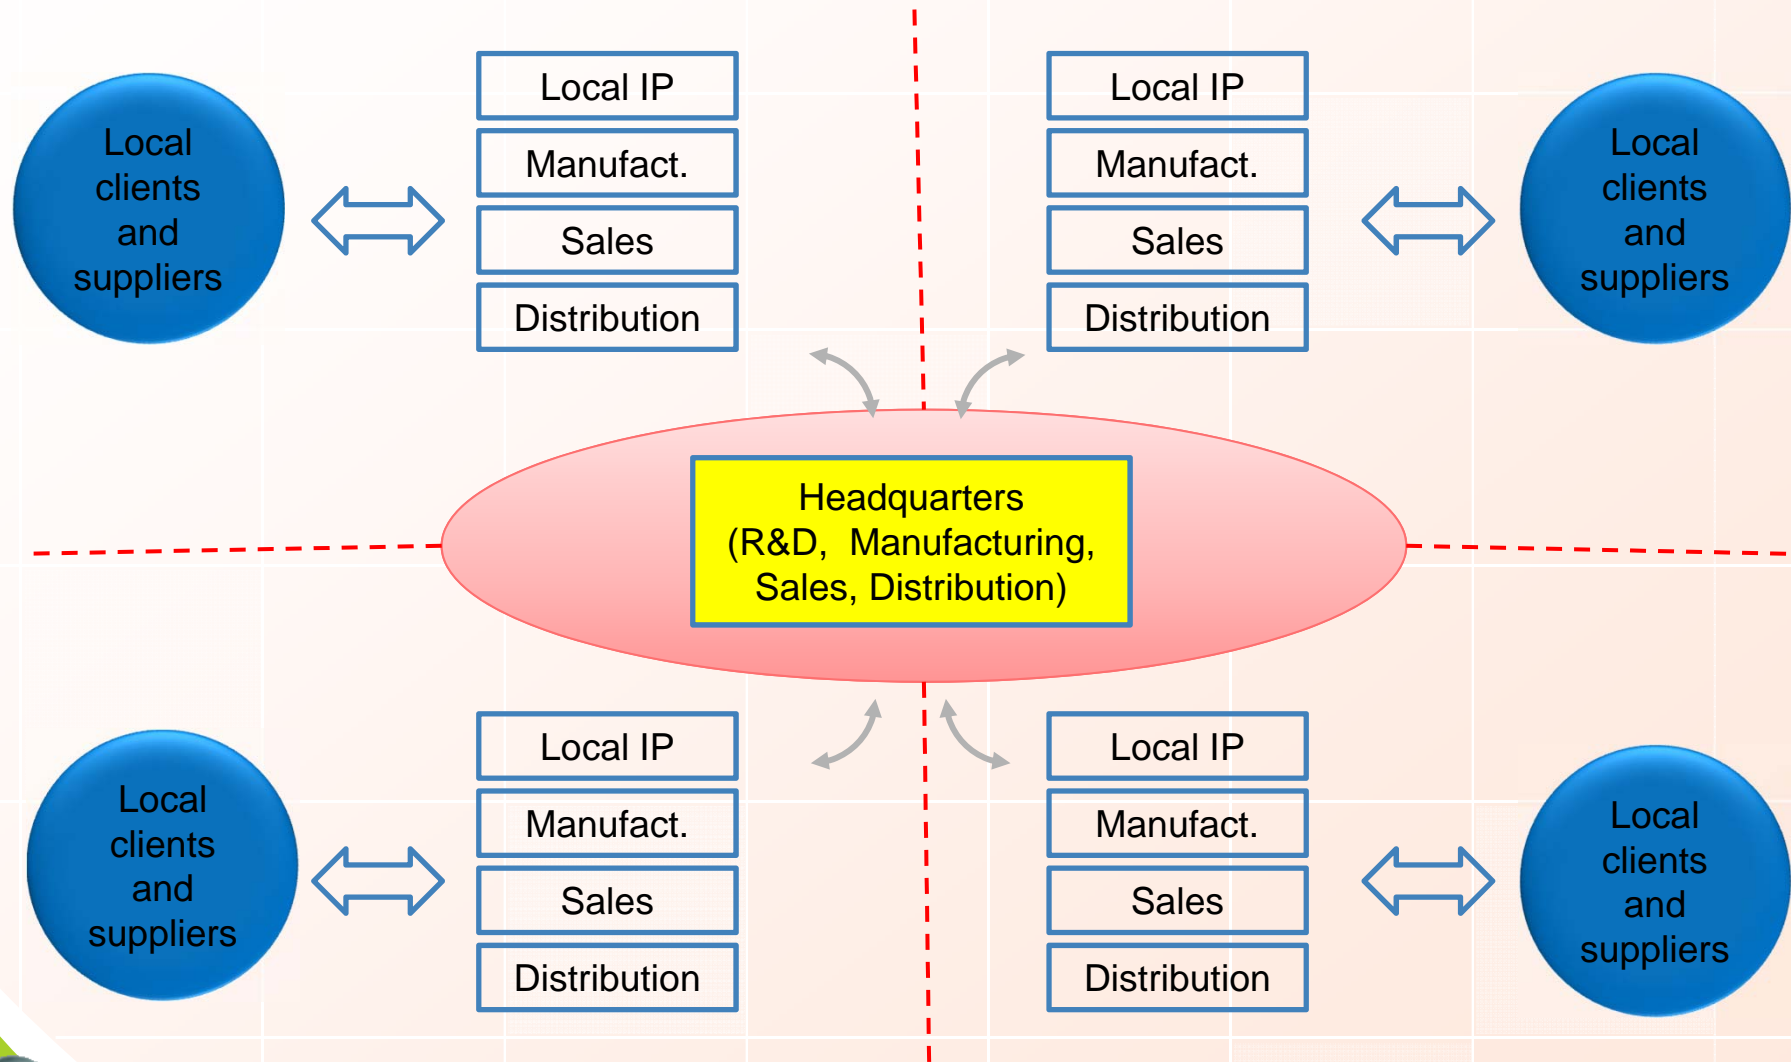 Local
clients
and
suppliers
Local IP
Manufact.
Sales
Distribution
Local IP
Manufact.
Sales
Distribution
Local
clients
and
suppliers
Headquarters
(R&D, Manufacturing,
Sales, Distribution)
Local
clients
and
suppliers
Local IP
Manufact.
Sales
Distribution
Local IP
Manufact.
Sales
Distribution
Local
clients
and
suppliers